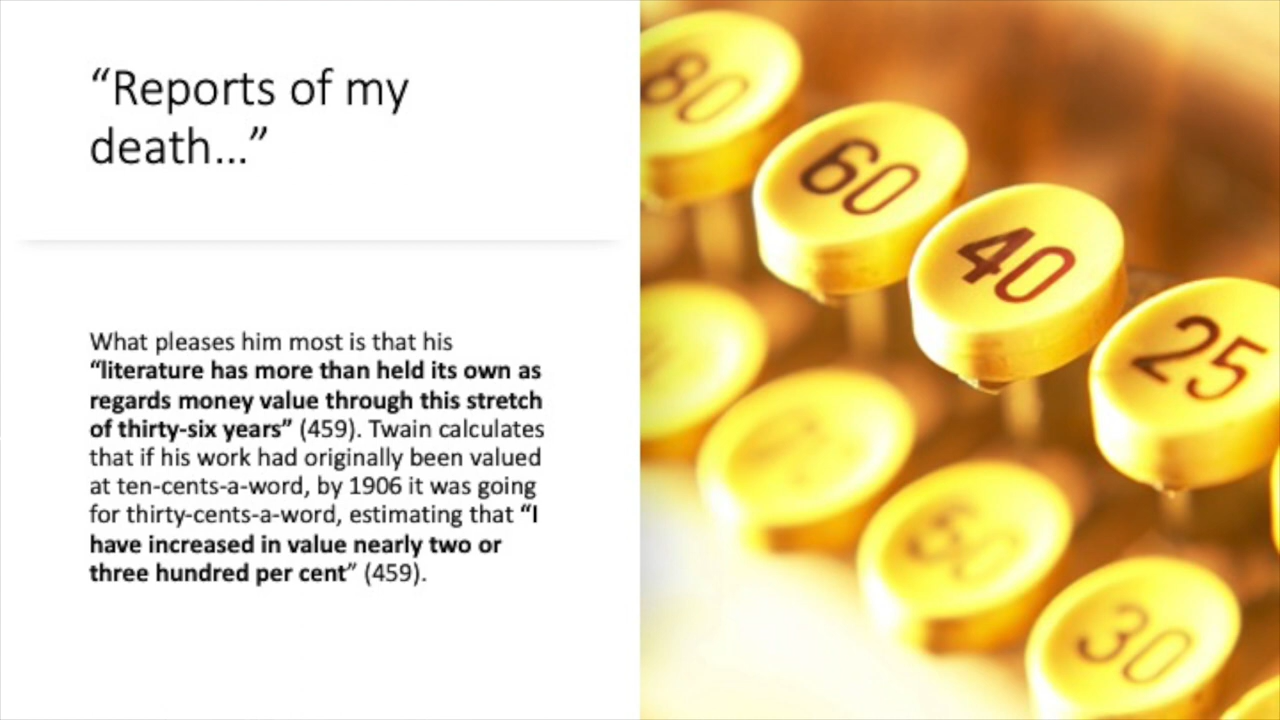 “Reports of my
death...”
What pleases him most is that his
“literature has more than held its own as
regards money value through this stretch
of thirty-six years” (459). Twain calculates
that if his work had originally been valued
at ten-cents-a-word, by 1906 it was going
for thirty-cents-a-word, estimating that “I
have increased in value nearly two or
three hundred per cent” (459).
80
60
40
25
30